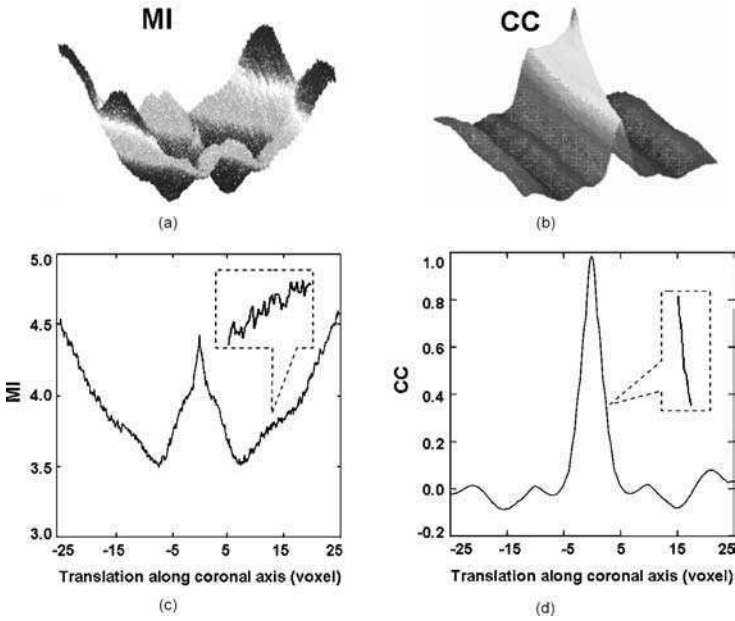 MI
CC
(a)
(b)
5.0
4.5
4.0
3.5
3.0
MI
-25
-15
-5
5
15
25
Translation along coronal axis (voxel)
(c)
1.0
0.8
0.6
0.4
0.2
0.0
-0.2
CC
-25
-15
-5
5
15
25
Translation along coronal axis (voxel)
(d)